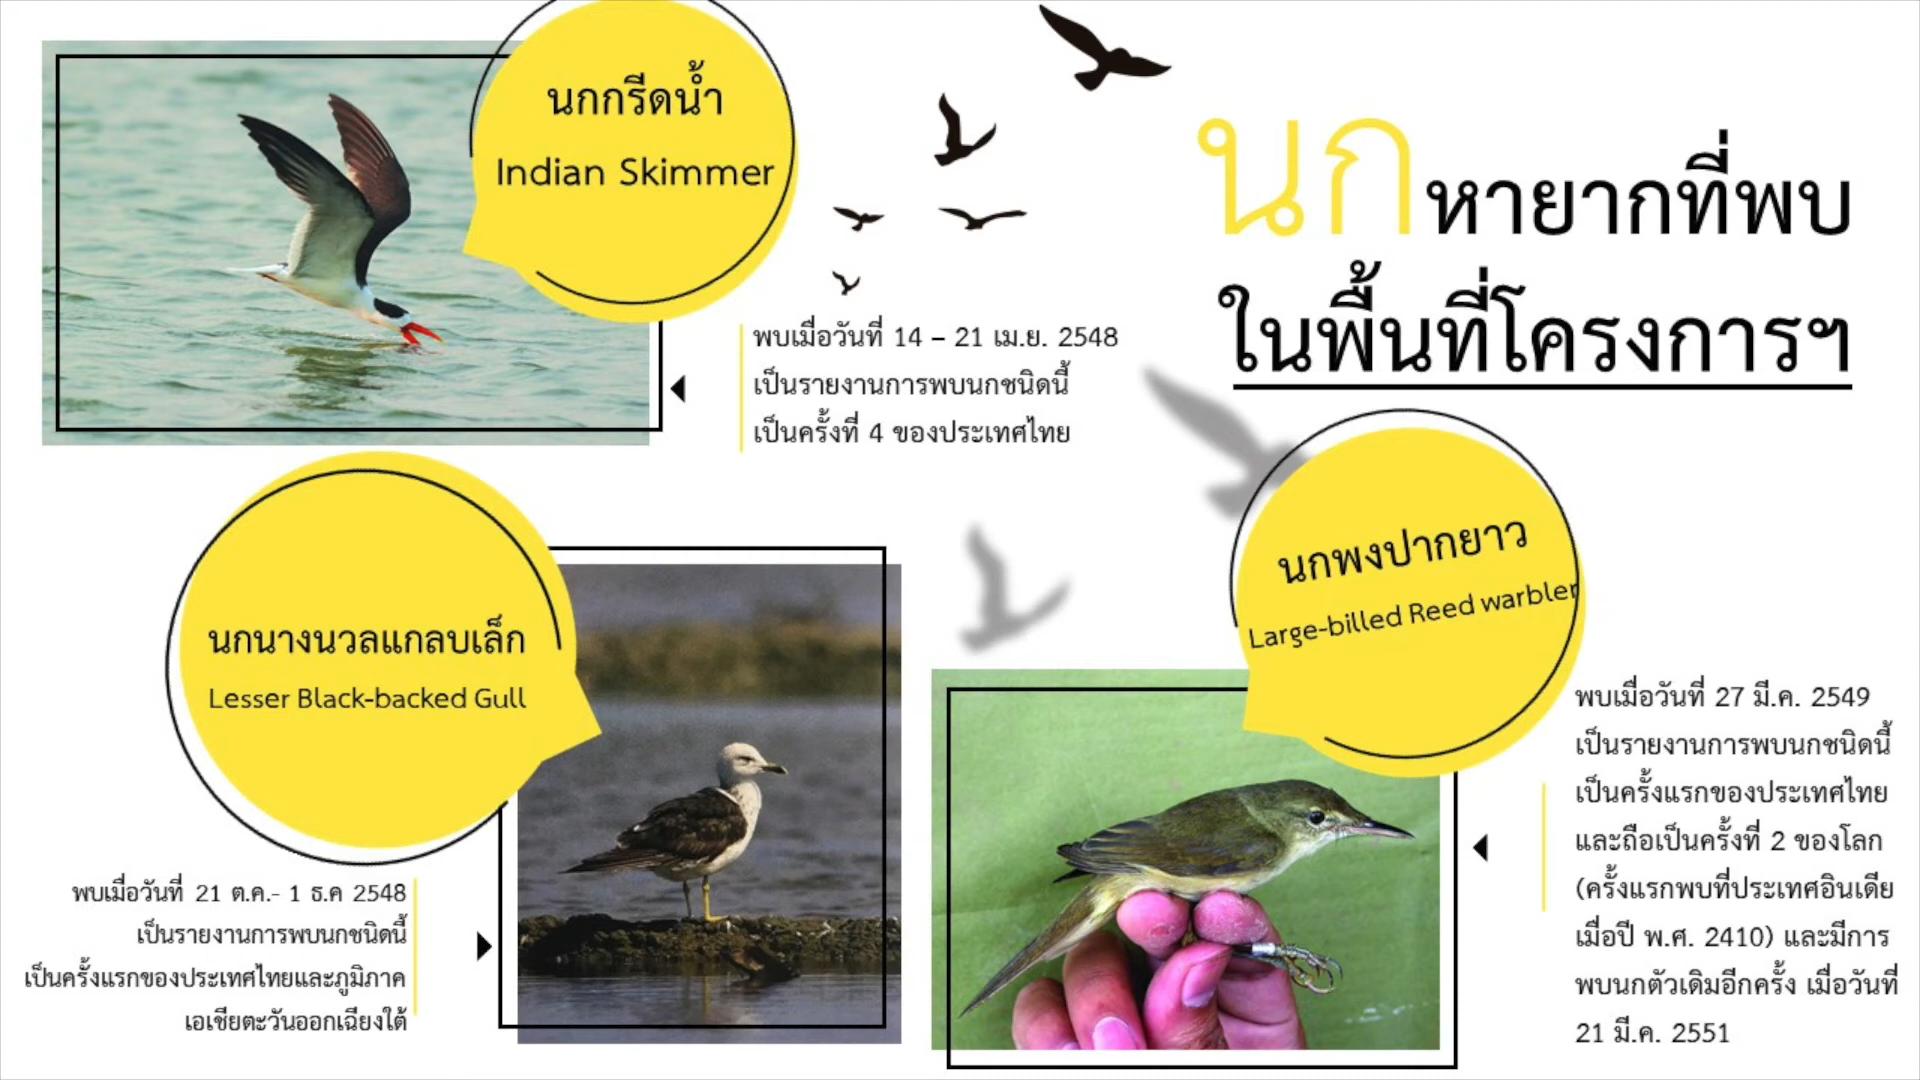 นกหายากที่พบ
ในพื้นที่โครงการฯ
นกกรีดน้ำ
Indian Skimmer
พบเมื่อวันที่ 14 – 21 เม.ย. 2548
เป็นรายงานการพบนกชนิดนี้
เป็นครั้งที่ 4 ของประเทศไทย
นกนางนวลแกลบเล็ก
Lesser Black-backed Gull
พบเมื่อวันที่ 21 ต.ค.- 1 ธ.ค 2548
เป็นรายงานการพบนกชนิดนี้
เป็นครั้งแรกของประเทศไทยและภูมิภาค
เอเชียตะวันออกเฉียงใต้
นกพงปากยาว
Large-billed Reed warbler
พบเมื่อวันที่ 27 มี.ค. 2549
เป็นรายงานการพบนกชนิดนี้
เป็นครั้งแรกของประเทศไทย
และถือเป็นครั้งที่ 2 ของโลก
(ครั้งแรกพบที่ประเทศอินเดีย
เมื่อปี พ.ศ. 2410) และมีการ
พบนกตัวเดิมอีกครั้ง เมื่อวันที่
21 มี.ค. 2551